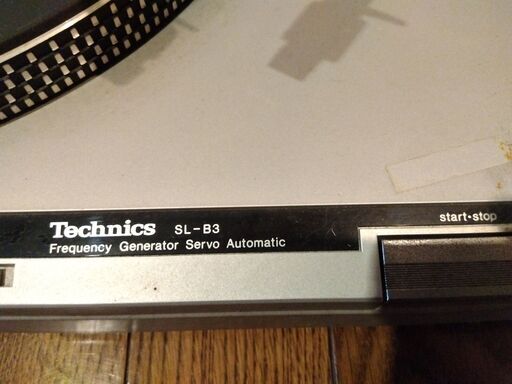 Technics SL-B3
Frequency Generator Servo Automatic
start·stop